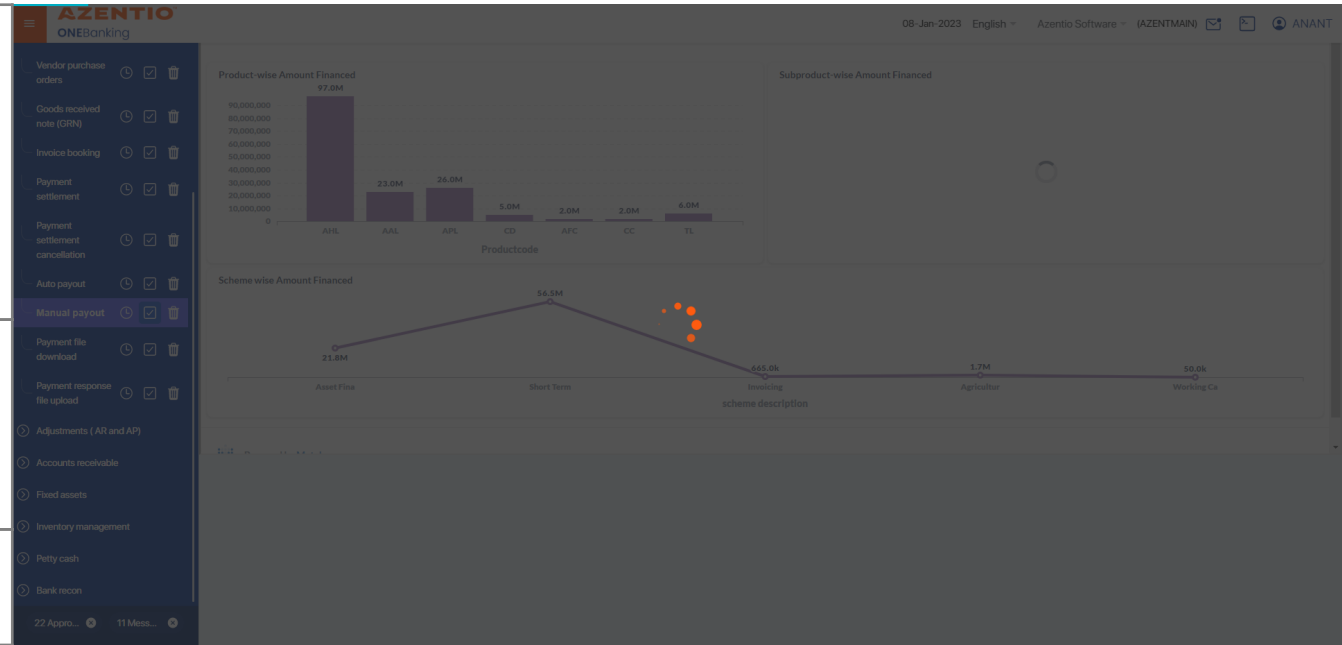 AZENTIO
ONEBanking
08-Jan-2023 English Azentio Software (AZENTMAIN) ANANT
Vendor purchase
orders
Goods received
note (GRN)
Invoice booking
Payment
settlement
Payment
settlement
cancellation
Auto payout
Manual payout
Payment file
download
Payment response
file upload
Adjustments ( AR and AP)
Accounts receivable
Fixed assets
Inventory management
Petty cash
Bank recon
22 Appro...
11 Mess...
Product-wise Amount Financed
97.0M
90,000,000
80,000,000
70,000,000
60,000,000
50,000,000
40,000,000
30,000,000
20,000,000
10,000,000
0
23.0M
26.0M
5.0M
2.0M
2.0M
6.0M
AHL AAL APL CD AFC CC TL
Productcode
Subproduct-wise Amount Financed
Scheme wise Amount Financed
21.8M
56.5M
665.0k
1.7M
50.0k
Asset Fina Short Term Invoicing Agricultur Working Ca
scheme description